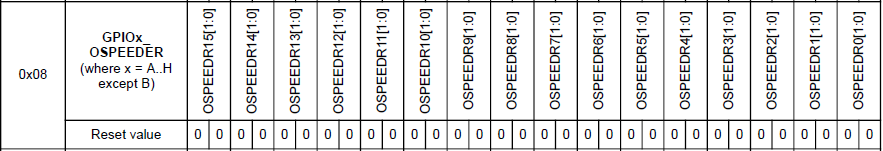 0x08
GPIOx_
OSPEEDER
(where x = A..H
except B)
OSPEEDR15[1:0]
OSPEEDR14[1:0]
OSPEEDR13[1:0]
OSPEEDR12[1:0]
OSPEEDR11[1:0]
OSPEEDR10[1:0]
OSPEEDR9[1:0]
OSPEEDR8[1:0]
OSPEEDR7[1:0]
OSPEEDR6[1:0]
OSPEEDR5[1:0]
OSPEEDR4[1:0]
OSPEEDR3[1:0]
OSPEEDR2[1:0]
OSPEEDR1[1:0]
OSPEEDR0[1:0]
Reset value 0 0 0 0 0 0 0 0 0 0 0 0 0 0 0 0 0 0 0 0 0 0 0 0 0 0 0 0 0 0 0 0